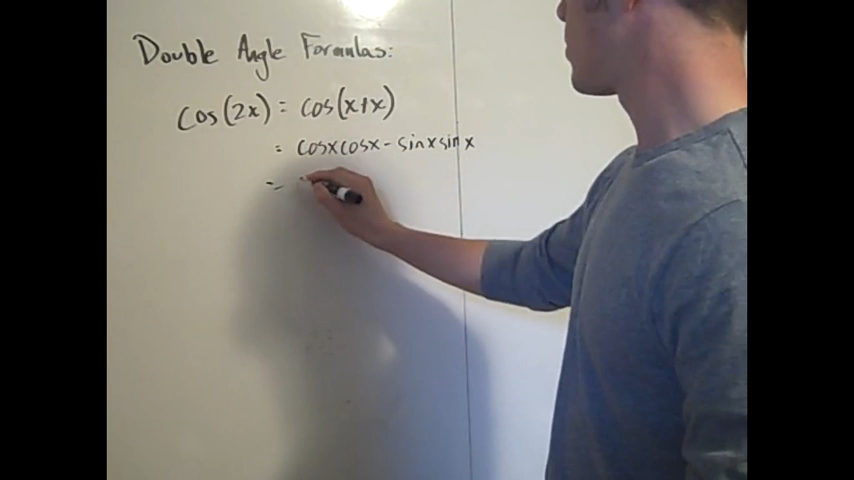 Double Angle Formulas:
cos(2x) = cos(x+x)
= cosxcosx - sinxsinx
=